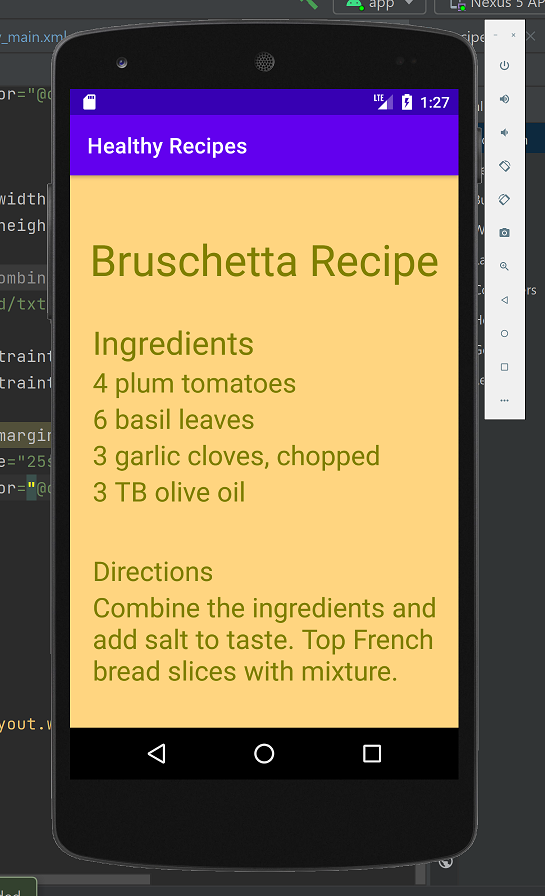 app
Nexus 5 AP
_main.xml
or="@c
LTE 1:27
Healthy Recipes
width
heigh
Bruschetta Recipe
ombin
d/txt
Ingredients
4 plum tomatoes
6 basil leaves
3 garlic cloves, chopped
3 TB olive oil
traint
traint
margin
e="25s
or="@c
Directions
Combine the ingredients and
add salt to taste. Top French
bread slices with mixture.
yout.w